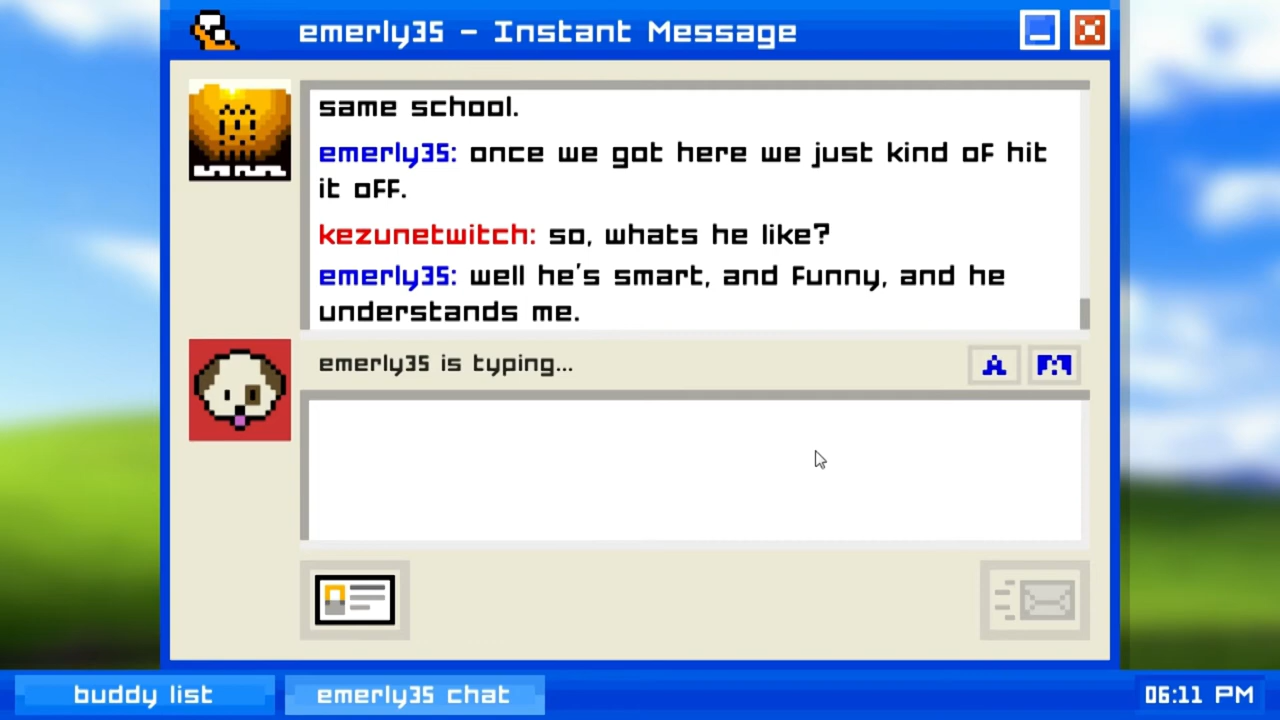 emerly35 - Instant Message
same school.
emerly35: once we got here we just kind of hit
it off.
kezunetwitch: so, whats he like?
emerly35: well he's smart, and funny, and he
understands me.
emerly35 is typing...
A
buddy list
emerly35 chat
06:11 PM